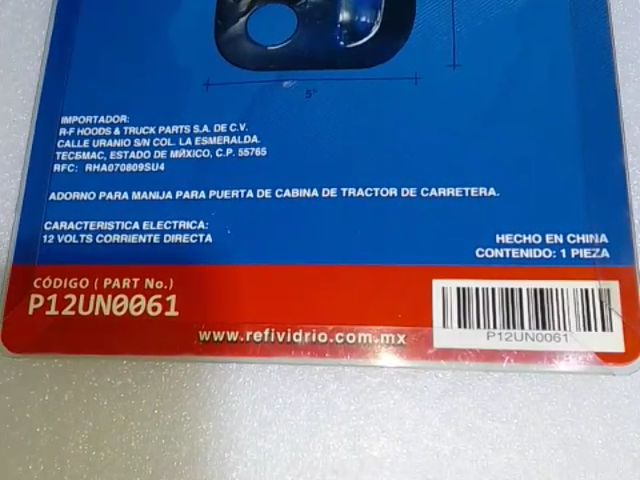 5"
IMPORTADOR:
R-F HOODS & TRUCK PARTS S.A. DE C.V.
CALLE URANIO S/N COL. LA ESMERALDA.
TECБMAC, ESTADO DE MЙXICO, C.P. 55765
RFC: RHA070809SU4
ADORNO PARA MANIJA PARA PUERTA DE CABINA DE TRACTOR DE CARRETERA.
CARACTERISTICA ELECTRICA:
12 VOLTS CORRIENTE DIRECTA
HECHO EN CHINA
CONTENIDO: 1 PIEZA
CÓDIGO ( PART No.)
P12UN0061
www.refividrio.com.mx
P12UN0061